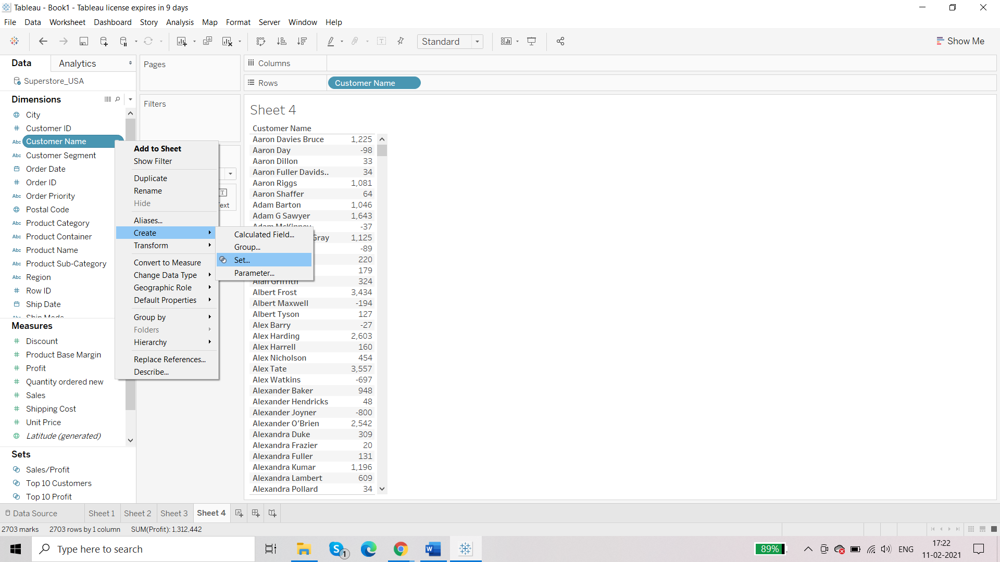 Tableau - Book1 - Tableau license expires in 9 days
File Data Worksheet Dashboard Story Analysis Map Format Server Window Help
Standard
Show Me
Data Analytics
Superstore_USA
Dimensions
City
Customer ID
Abc Customer Name
Abc Customer Segment
Order Date
Order ID
Abc Order Priority
Postal Code
Abc Product Category
Abc Product Container
Abc Product Name
Abc Product Sub-Category
Abc Region
Row ID
Ship Date
Measures
Discount
Product Base Margin
Profit
Quantity ordered new
Sales
Shipping Cost
Unit Price
Latitude (generated)
Sets
Sales/Profit
Top 10 Customers
Top 10 Profit
Pages
Filters
Add to Sheet
Show Filter
Duplicate
Rename
Hide
Aliases...
Create
Transform
Convert to Measure
Change Data Type
Geographic Role
Default Properties
Group by
Folders
Hierarchy
Replace References...
Describe...
Calculated Field...
Group...
Set...
Parameter...
Columns
Rows Customer Name
Sheet 4
Customer Name
Aaron Davies Bruce 1,225
Aaron Day -98
Aaron Dillon 33
Aaron Fuller Davids.. 34
Aaron Riggs 1,081
Aaron Shaffer 64
Adam Barton 1,046
Adam G Sawyer 1,643
Adam McKinney -37
Gray 1,125
-89
220
179
Alan Griffith 324
Albert Frost 3,434
Albert Maxwell -194
Albert Tyson 127
Alex Barry -27
Alex Harding 2,603
Alex Harrell 160
Alex Nicholson 454
Alex Tate 3,557
Alex Watkins -697
Alexander Baker 948
Alexander Hendricks 48
Alexander Joyner -800
Alexander O'Brien 2,542
Alexandra Duke 309
Alexandra Frazier 20
Alexandra Fuller 131
Alexandra Kumar 1,196
Alexandra Lambert 609
Alexandra Pollard 34
Data Source Sheet 1 Sheet 2 Sheet 3 Sheet 4
2703 marks 2703 rows by 1 column SUM(Profit): 1,312,442
Type here to search
1
89%
ENG
17:22
11-02-2021